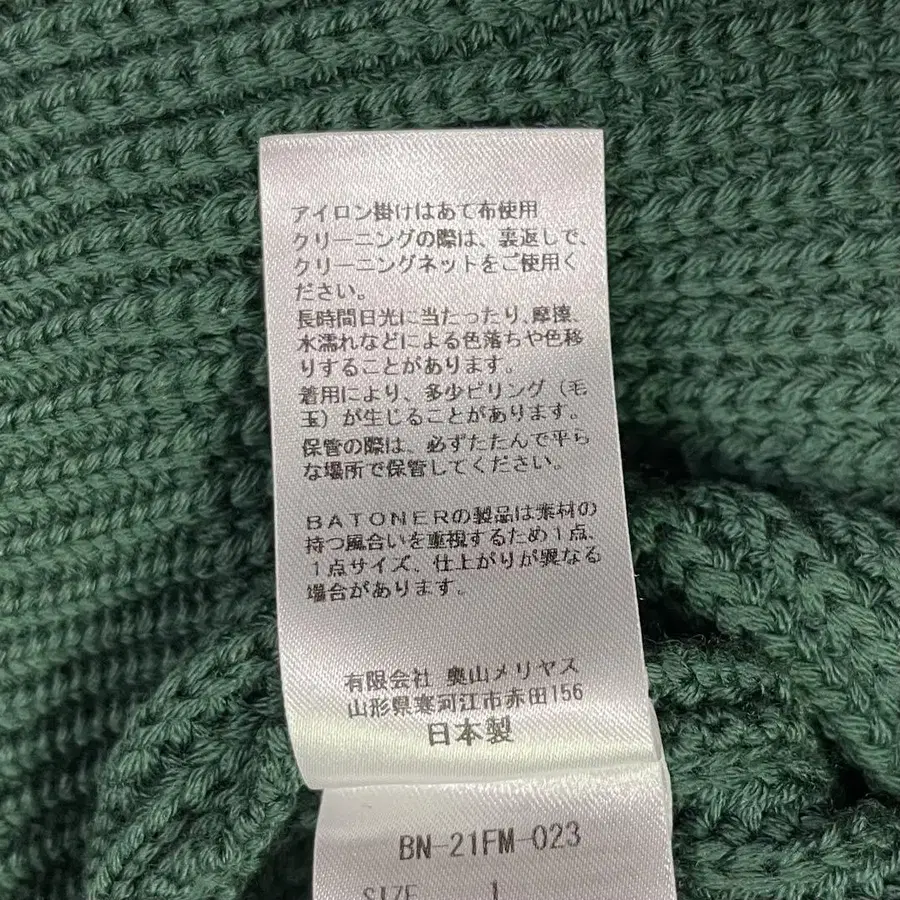 アイロン掛けはあて布使用
クリーニングの際は、裏返しで、
クリーニングネットをご使用く
ださい。
長時間日光に当たったり、摩擦、
水濡れなどによる色落ちや色移
りすることがあります。
着用により、多少ピリング（毛
玉）が生じることがあります。
保管の際は、必ずたたんで平ら
な場所で保管してください。
BATONERの製品は素材の
持つ風合いを重視するため１点、
１点サイズ、仕上がりが異なる
場合があります。
有限会社 奥山メリヤス
山形県寒河江市赤田156
日本製
BN-21FM-023
SIZE 1